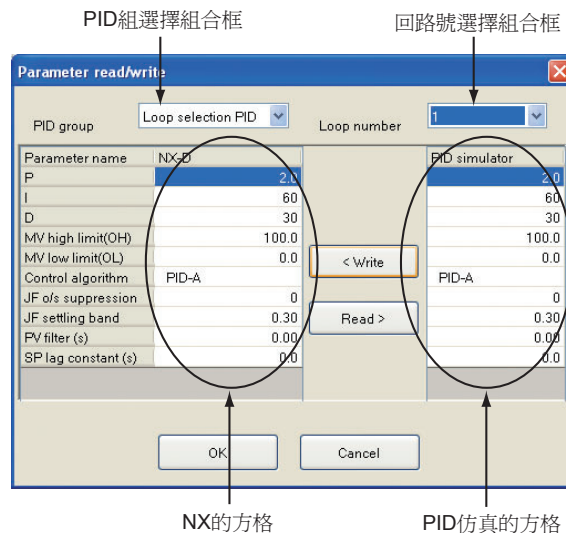 PID組選擇組合框 回路號選擇組合框
Parameter read/write
PID group Loop selection PID Loop number 1
Parameter name NX-D PID simulator
P 2.0 2.0
I 60 60
D 30 30
MV high limit(OH) 100.0 100.0
MV low limit(OL) 0.0 < Write 0.0
Control algorithm PID-A PID-A
JF o/s suppression 0 0
JF settling band 0.30 Read > 0.30
PV filter (s) 0.00 0.00
SP lag constant (s) 0.0 0.0
OK Cancel
NX的方格 PID仿真的方格